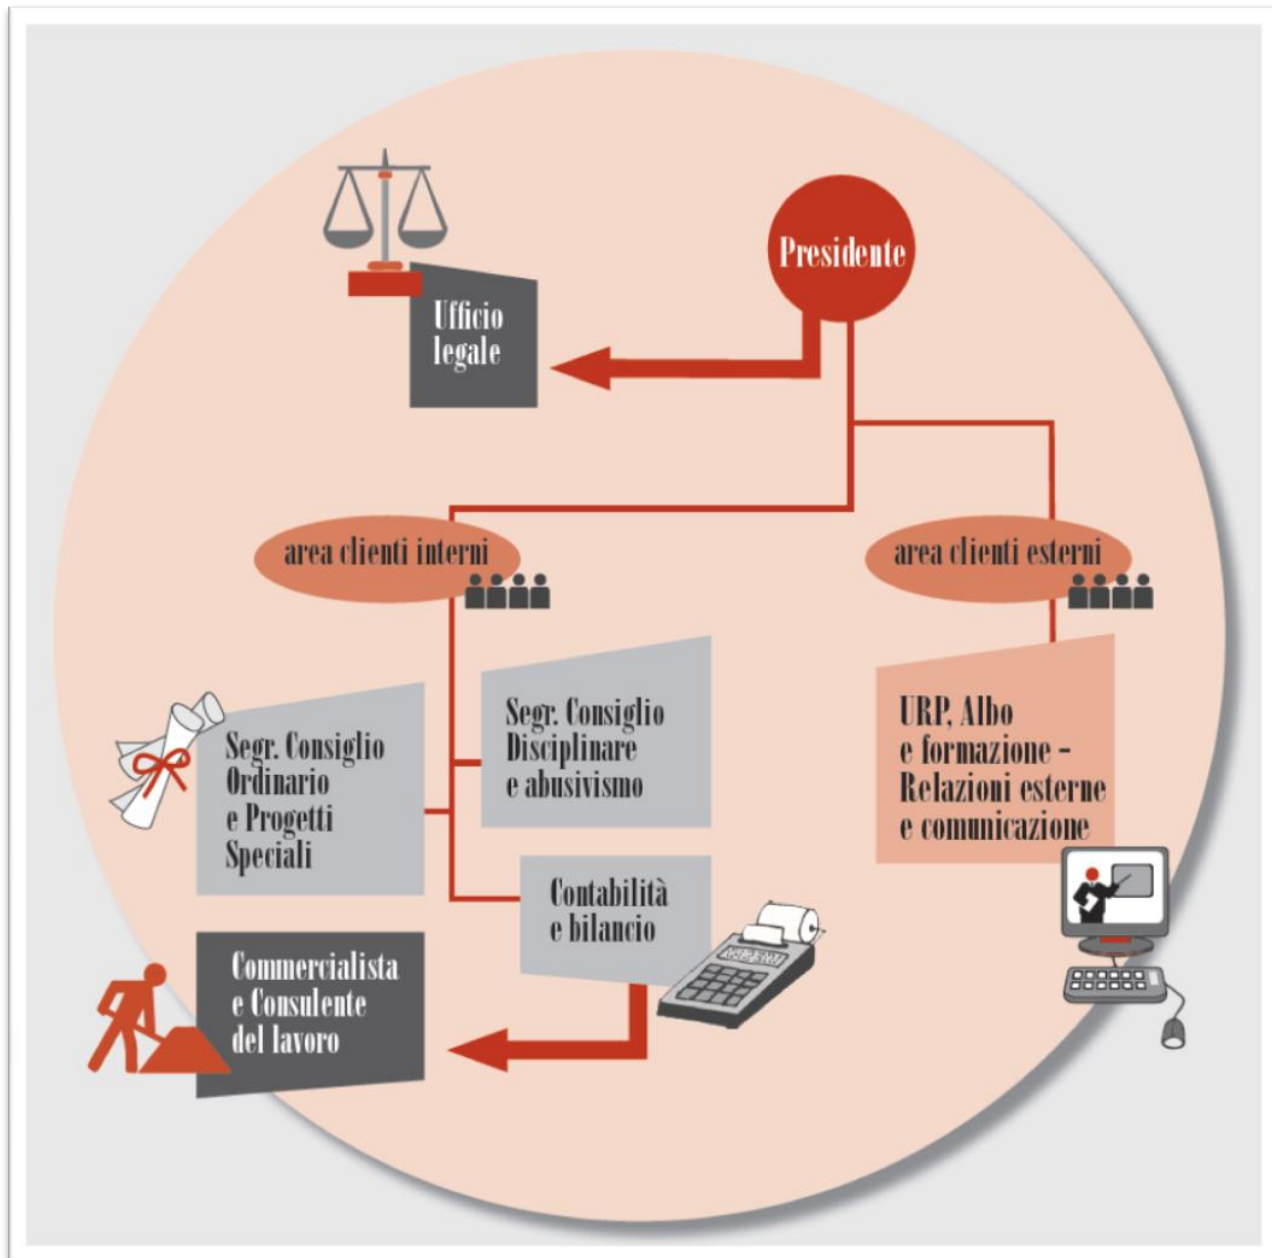 Presidente
Ufficio
legale
area clienti interni
area clienti esterni
Segr. Consiglio
Ordinario
e Progetti
Speciali
Segr. Consiglio
Disciplinare
e abusivismo
URP, Albo
e formazione –
Relazioni esterne
e comunicazione
Contabilità
e bilancio
Commercialista
e Consulente
del lavoro